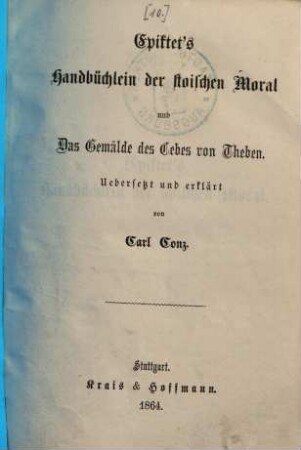 [10.]
Epiktet's
Handbüchlein der stoischen Moral
und
Das Gemälde des Cebes von Theben.
Uebersetzt und erklärt
von
Carl Conz.
Stuttgart.
Krais & Hoffmann.
1864.